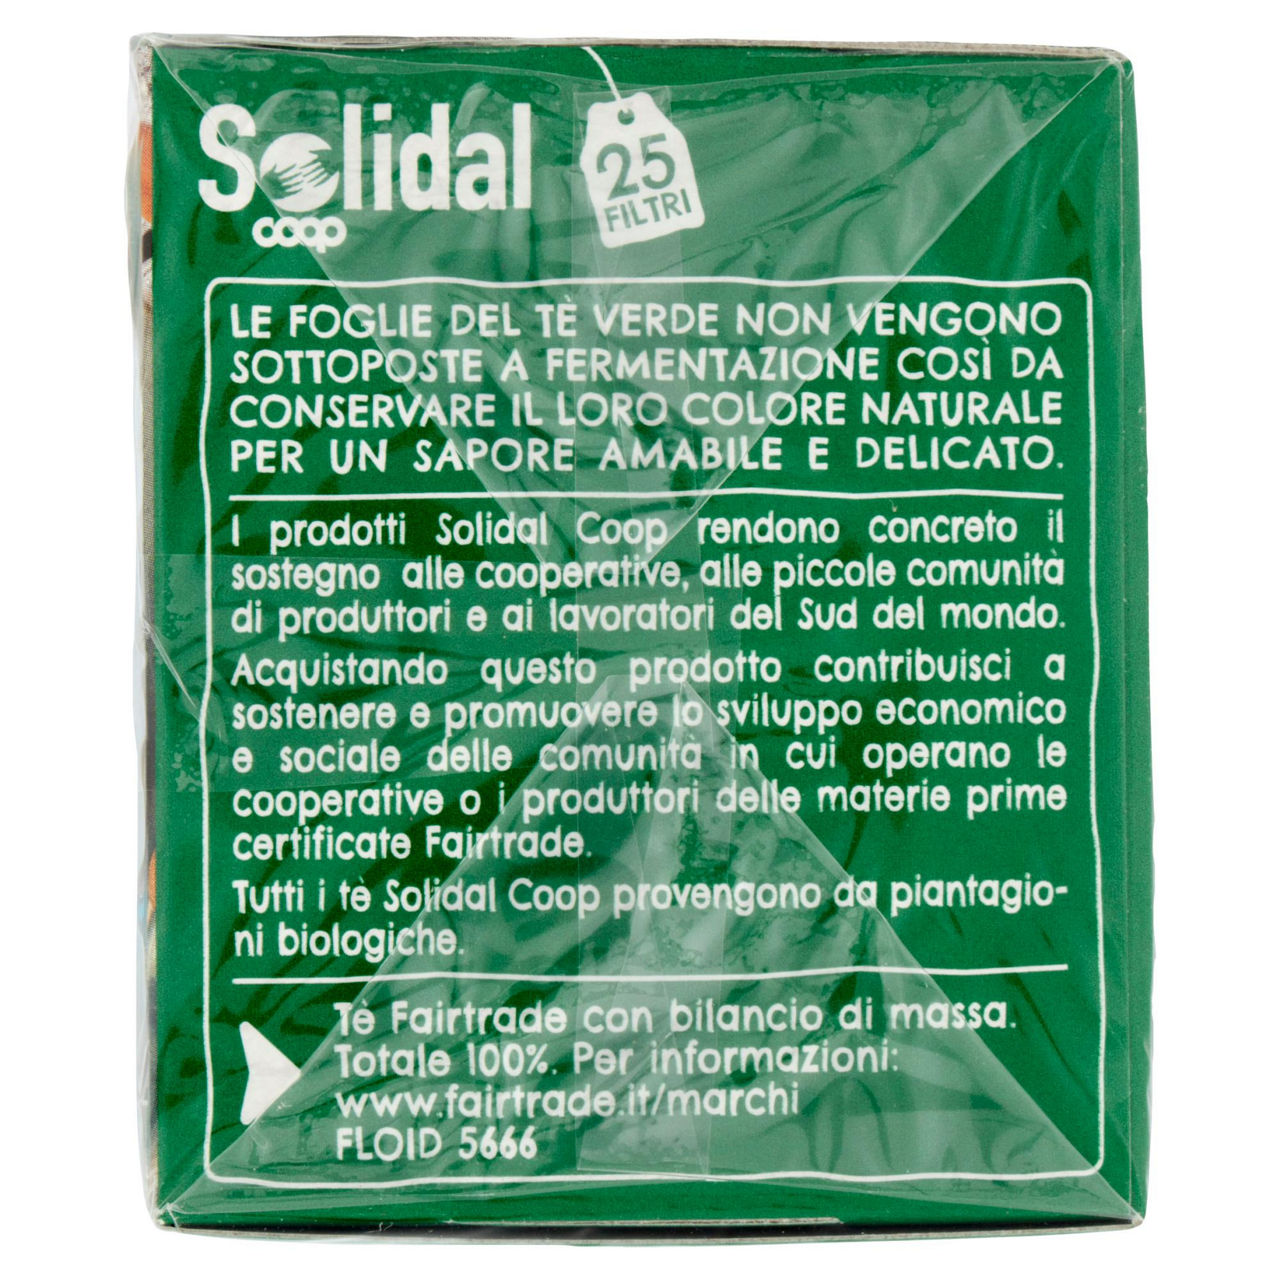 Solidal
coop
25
FILTRI
LE FOGLIE DEL TÈ VERDE NON VENGONO
SOTTOPOSTE A FERMENTAZIONE COSÌ DA
CONSERVARE IL LORO COLORE NATURALE
PER UN SAPORE AMABILE E DELICATO.
I prodotti Solidal Coop rendono concreto il
sostegno alle cooperative, alle piccole comunità
di produttori e ai lavoratori del Sud del mondo.
Acquistando questo prodotto contribuisci a
sostenere e promuovere lo sviluppo economico
e sociale delle comunità in cui operano le
cooperative o i produttori delle materie prime
certificate Fairtrade.
Tutti i tè Solidal Coop provengono da piantagio-
ni biologiche.
Tè Fairtrade con bilancio di massa.
Totale 100%. Per informazioni:
www.fairtrade.it/marchi
FLOID 5666